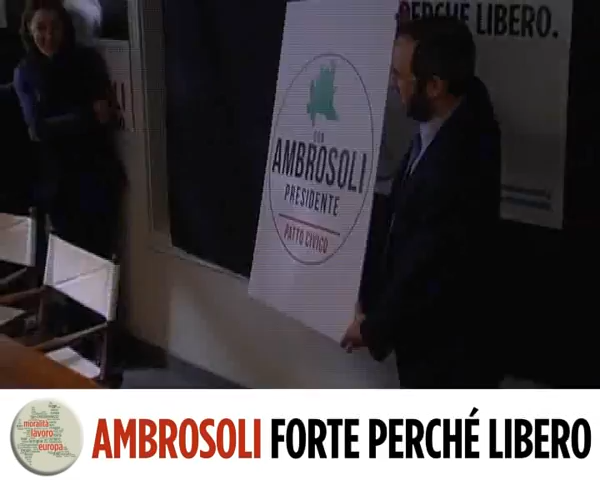 PERCHÉ LIBERO.
CON
AMBROSOLI
PRESIDENTE
PATTO CIVICO
moralità
lavoro
europa
AMBROSOLI FORTE PERCHÉ LIBERO